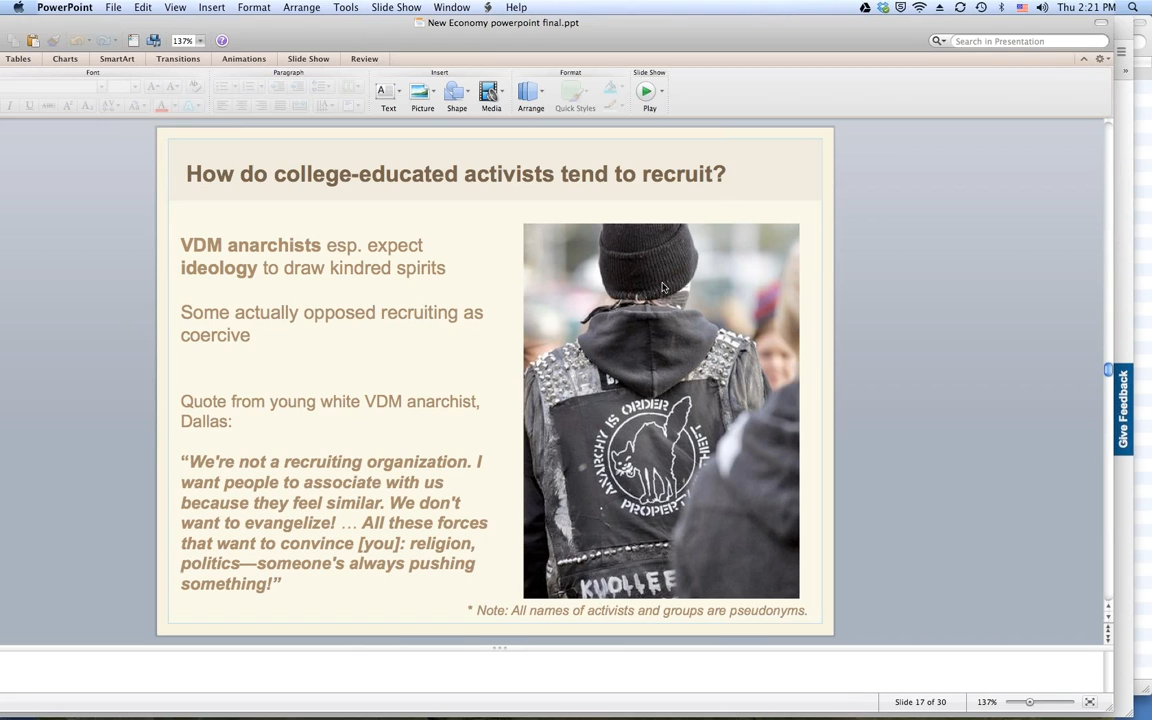 PowerPoint File Edit View Insert Format Arrange Tools Slide Show Window Help Thu 2:21 PM
New Economy powerpoint final.ppt
137% Search in Presentation
Tables Charts SmartArt Transitions Animations Slide Show Review
Font Paragraph Insert Format Slide Show
Text Picture Shape Media Arrange Quick Styles Play
How do college-educated activists tend to recruit?
VDM anarchists esp. expect
ideology to draw kindred spirits
Some actually opposed recruiting as
coercive
Quote from young white VDM anarchist,
Dallas:
“We're not a recruiting organization. I
want people to associate with us
because they feel similar. We don't
want to evangelize! … All these forces
that want to convince [you]: religion,
politics—someone's always pushing
something!”
ANARCHY IS ORDER
PROPER
KUOLLEE
* Note: All names of activists and groups are pseudonyms.
Give Feedback
Slide 17 of 30 137%